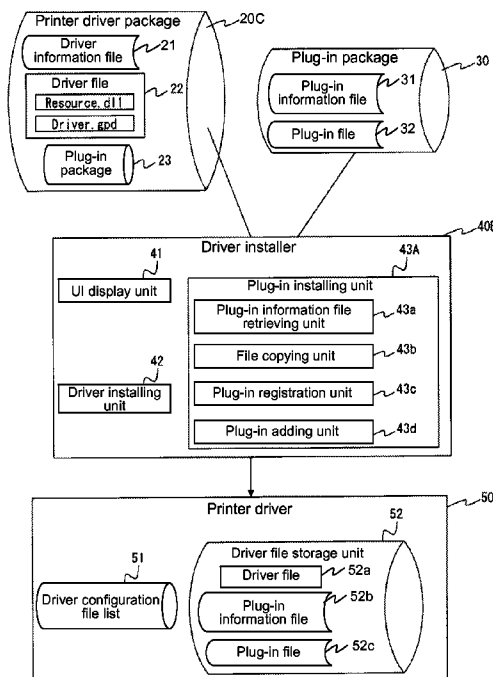 Printer driver package
20C
Driver
information file
21
Driver file
22
Resource.dll
Driver.gpd
Plug-in
package
23
Plug-in package
30
Plug-in
information file
31
Plug-in file
32
Driver installer
41
UI display unit
42
Driver installing
unit
43A
Plug-in installing unit
Plug-in information file
retrieving unit
43a
File copying unit
43b
Plug-in registration unit
43c
Plug-in adding unit
43d
Printer driver
50
51
Driver configuration
file list
52
Driver file storage unit
Driver file
52a
Plug-in
information file
52b
Plug-in file
52c